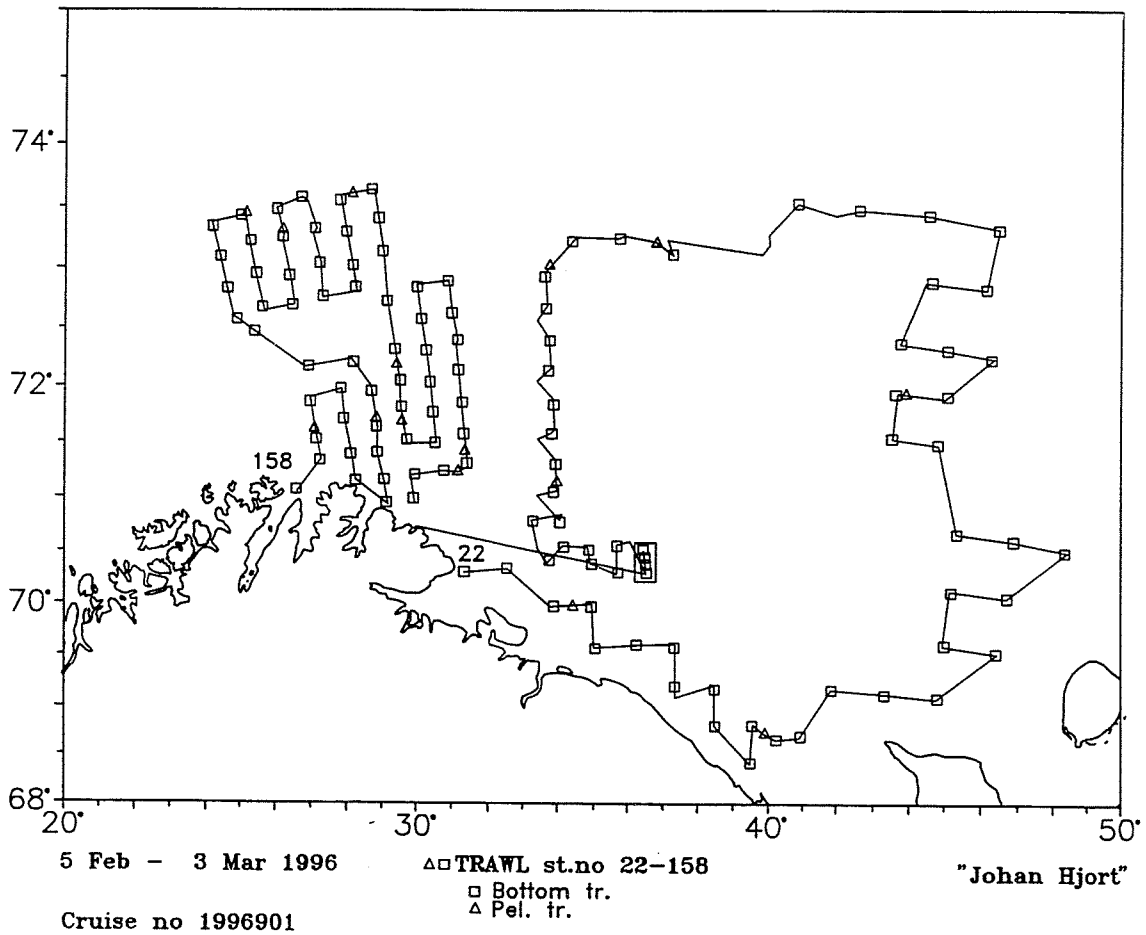 74°
72°
158
22
70°
68°
20° 30° 40° 50°
5 Feb - 3 Mar 1996
△□ TRAWL st.no 22-158
"Johan Hjort"
□ Bottom tr.
△ Pel. tr.
Cruise no 1996901